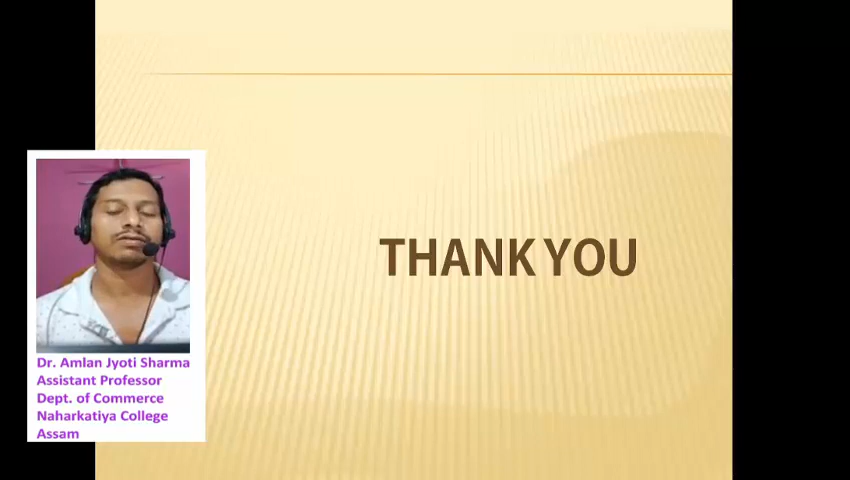 THANK YOU
Dr. Amlan Jyoti Sharma
Assistant Professor
Dept. of Commerce
Naharkatiya College
Assam